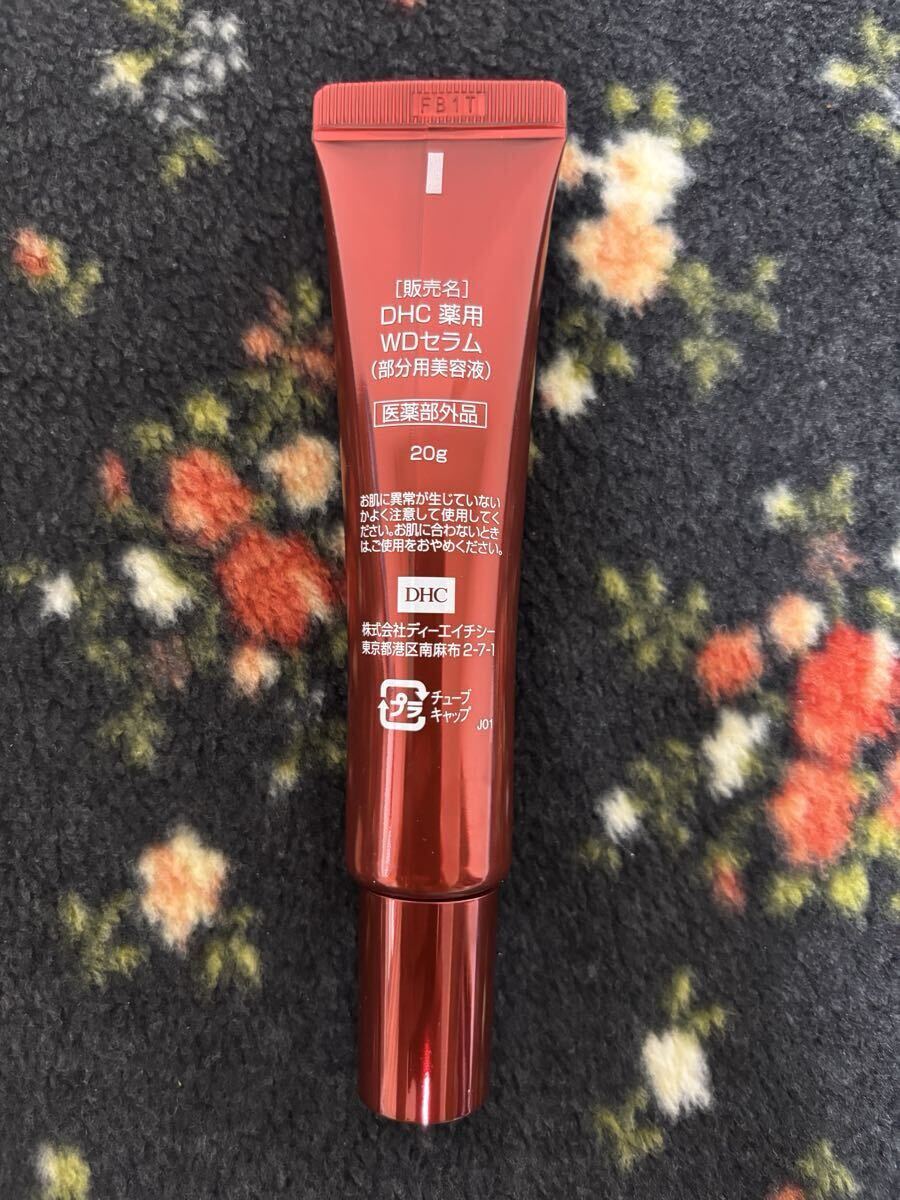 FB1T
[販売名]
DHC 薬用
WDセラム
(部分用美容液)
医薬部外品
20g
お肌に異常が生じていない
かよく注意して使用してく
ださい。お肌に合わないとき
は、ご使用をおやめください。
DHC
株式会社ディーエイチシー
東京都港区南麻布2-7-1
プラ
チューブ
キャップ
J01